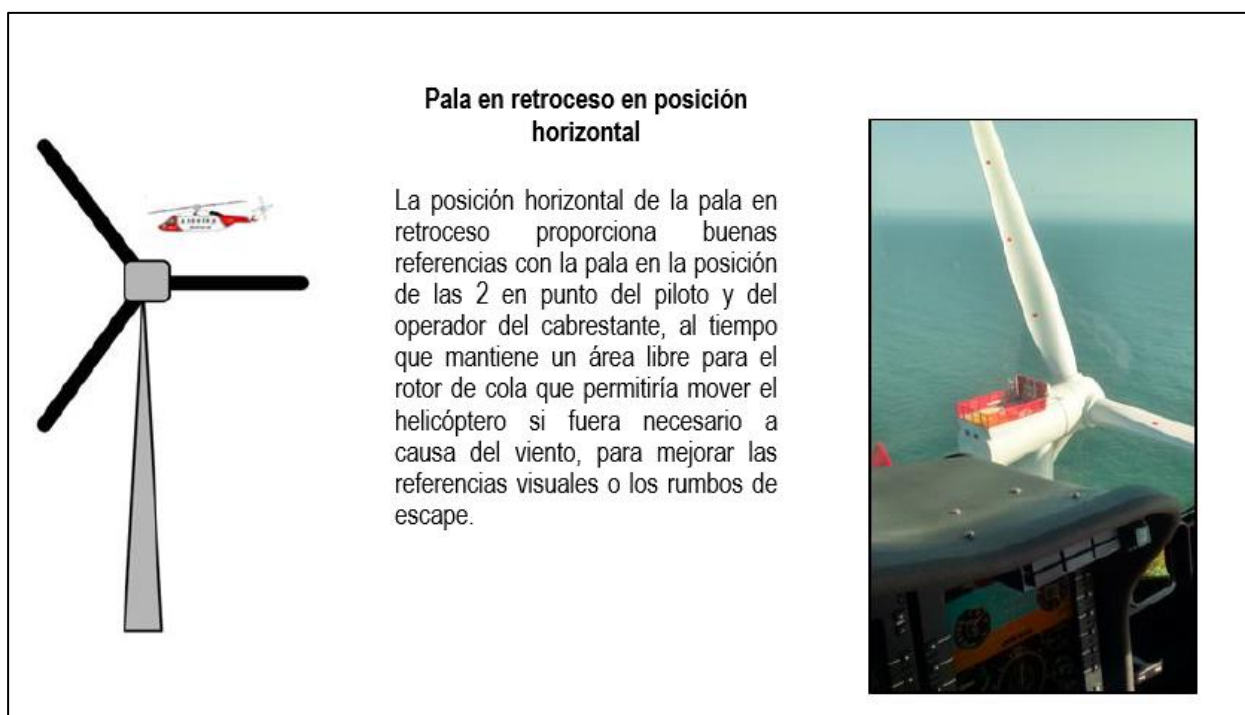 Pala en retroceso en posición
horizontal
La posición horizontal de la pala en
retroceso proporciona buenas
referencias con la pala en la posición
de las 2 en punto del piloto y del
operador del cabrestante, al tiempo
que mantiene un área libre para el
rotor de cola que permitiría mover el
helicóptero si fuera necesario a
causa del viento, para mejorar las
referencias visuales o los rumbos de
escape.